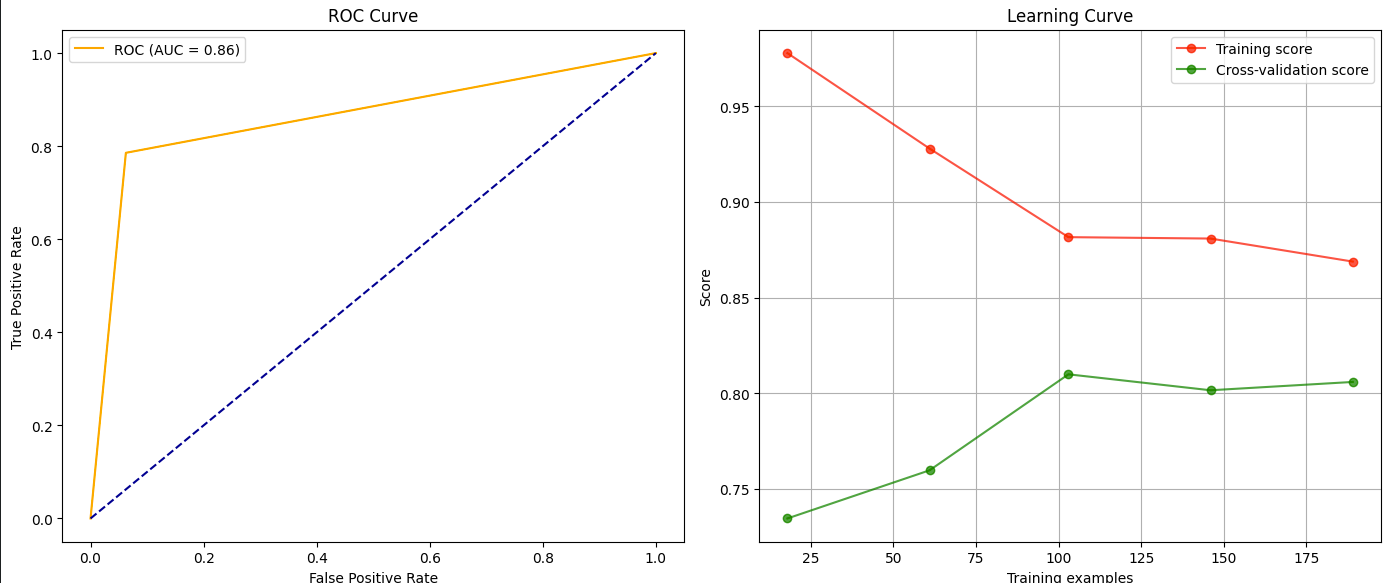 ROC Curve
ROC (AUC = 0.86)
True Positive Rate
1.0
0.8
0.6
0.4
0.2
0.0
0.0 0.2 0.4 0.6 0.8 1.0
False Positive Rate
Learning Curve
Training score
Cross-validation score
Score
0.95
0.90
0.85
0.80
0.75
25 50 75 100 125 150 175
Training examples